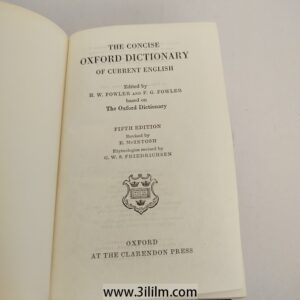 THE CONCISE
OXFORD DICTIONARY
OF CURRENT ENGLISH
Edited by
H. W. FOWLER AND F. G. FOWLER
based on
The Oxford Dictionary
FIFTH EDITION
Revised by
E. McINTOSH
Etymologies revised by
G. W. S. FRIEDRICHSEN
OXFORD
AT THE CLARENDON PRESS
www.3ililm.com